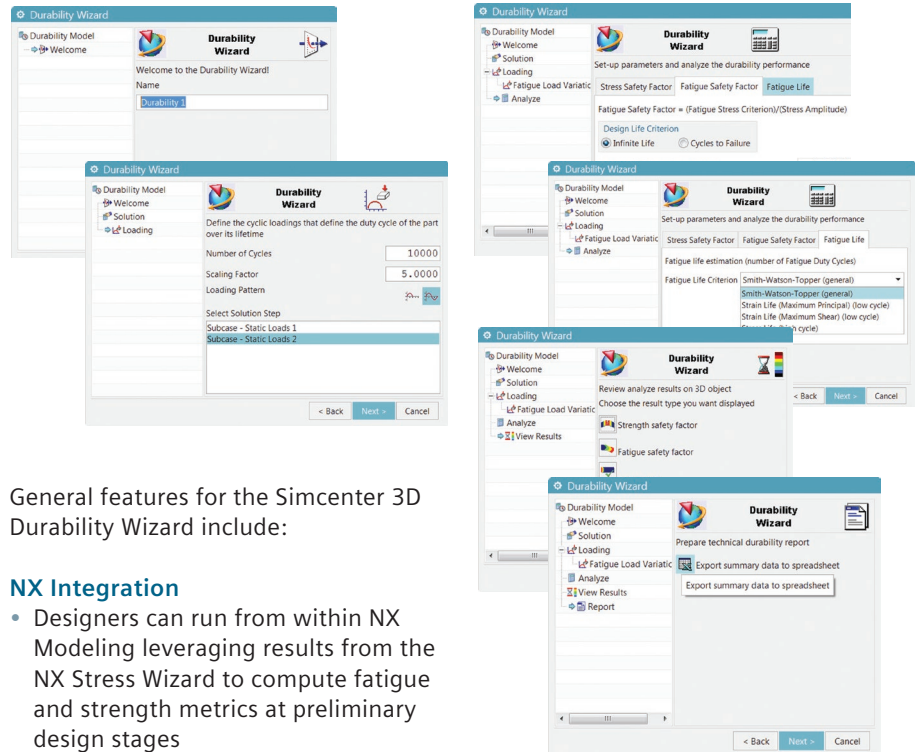 Durability Wizard
Durability Model
Welcome
Durability
Wizard
Welcome to the Durability Wizard!
Name
Durability 1
Durability Wizard
Durability Model
Welcome
Solution
Loading
Durability
Wizard
Define the cyclic loadings that define the duty cycle of the part
over its lifetime
Number of Cycles 10000
Scaling Factor 5.0000
Loading Pattern
Select Solution Step
Subcase - Static Loads 1
Subcase - Static Loads 2
< Back Next > Cancel
General features for the Simcenter 3D
Durability Wizard include:
NX Integration
• Designers can run from within NX
Modeling leveraging results from the
NX Stress Wizard to compute fatigue
and strength metrics at preliminary
design stages
Durability Wizard
Durability Model
Welcome
Solution
Loading
Fatigue Load Variatic
Analyze
Durability
Wizard
Set-up parameters and analyze the durability performance
Stress Safety Factor Fatigue Safety Factor Fatigue Life
Fatigue Safety Factor = (Fatigue Stress Criterion)/(Stress Amplitude)
Design Life Criterion
Infinite Life Cycles to Failure
Durability Wizard
Durability Model
Welcome
Solution
Loading
Fatigue Load Variatic
Analyze
Durability
Wizard
Set-up parameters and analyze the durability performance
Stress Safety Factor Fatigue Safety Factor Fatigue Life
Fatigue life estimation (number of Fatigue Duty Cycles)
Fatigue Life Criterion Smith-Watson-Topper (general)
Smith-Watson-Topper (general)
Strain Life (Maximum Principal) (low cycle)
Strain Life (Maximum Shear) (low cycle)
cycle)
< Back Next > Cancel
Durability Wizard
Durability Model
Welcome
Solution
Loading
Fatigue Load Variatic
Analyze
View Results
Durability
Wizard
Review analyze results on 3D object
Choose the result type you want displayed
Strength safety factor
Fatigue safety factor
Durability Wizard
Durability Model
Welcome
Solution
Loading
Fatigue Load Variatic
Analyze
View Results
Report
Durability
Wizard
Prepare technical durability report
Export summary data to spreadsheet
Export summary data to spreadsheet
< Back Next > Cancel